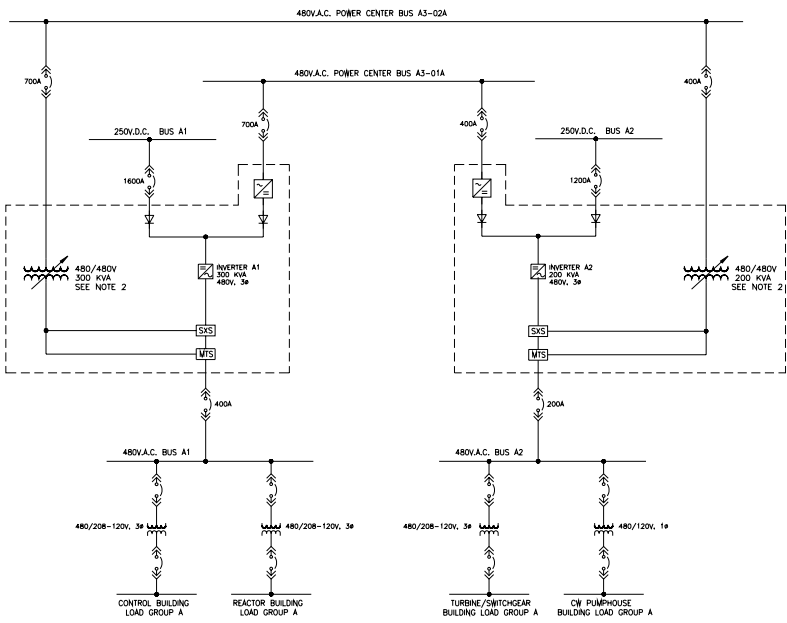 480V.A.C. POWER CENTER BUS A3-02A
700A
400A
480V.A.C. POWER CENTER BUS A3-01A
700A
400A
250V.D.C. BUS A1
250V.D.C. BUS A2
1600A
1200A
480/480V
300 KVA
SEE NOTE 2
INVERTER A1
300 KVA
480V, 3ø
INVERTER A2
200 KVA
480V, 3ø
480/480V
200 KVA
SEE NOTE 2
SXS
SXS
MTS
MTS
400A
200A
480V.A.C. BUS A1
480V.A.C. BUS A2
480/208-120V, 3ø
480/208-120V, 3ø
480/208-120V, 3ø
480/120V, 1ø
CONTROL BUILDING
LOAD GROUP A
REACTOR BUILDING
LOAD GROUP A
TURBINE/SWITCHGEAR
BUILDING LOAD GROUP A
CW PUMPHOUSE
BUILDING LOAD GROUP A